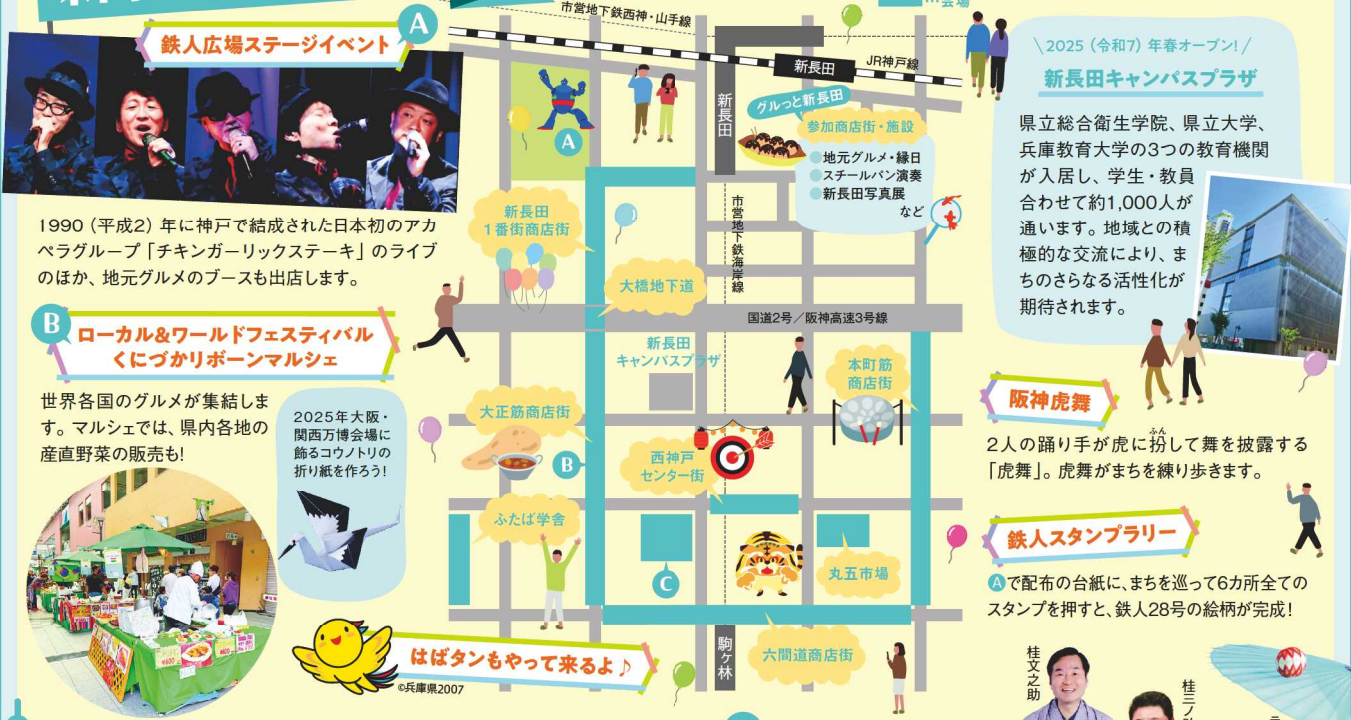 …会場
市営地下鉄西神・山手線
A
鉄人広場ステージイベント
1990（平成2）年に神戸で結成された日本初のアカ
ペラグループ「チキンガーリックステーキ」のライブ
のほか、地元グルメのブースも出店します。
B
ローカル&ワールドフェスティバル
くにづかリボーンマルシェ
世界各国のグルメが集結しま
す。マルシェでは、県内各地の
産直野菜の販売も!
2025年大阪・
関西万博会場に
飾るコウノトリの
折り紙を作ろう!
はばタンもやって来るよ♪
©兵庫県2007
新長田
JR神戸線
新長田
A
グルっと新長田
参加商店街・施設
地元グルメ・縁日
スチールパン演奏
新長田写真展
など
新長田
1番街商店街
市営地下鉄海岸線
大橋地下道
国道2号／阪神高速3号線
新長田
キャンパスプラザ
本町筋
商店街
大正筋商店街
B
西神戸
センター街
ふたば学舎
C
丸五市場
駒ヶ林
六間道商店街
\ 2025（令和7）年春オープン! /
新長田キャンパスプラザ
県立総合衛生学院、県立大学、
兵庫教育大学の3つの教育機関
が入居し、学生・教員
合わせて約1,000人が
通います。地域との積
極的な交流により、ま
ちのさらなる活性化が
期待されます。
阪神虎舞
ふん
2人の踊り手が虎に扮して舞を披露する
「虎舞」。虎舞がまちを練り歩きます。
鉄人スタンプラリー
Aで配布の台紙に、まちを巡って6カ所全ての
スタンプを押すと、鉄人28号の絵柄が完成!
桂文之助